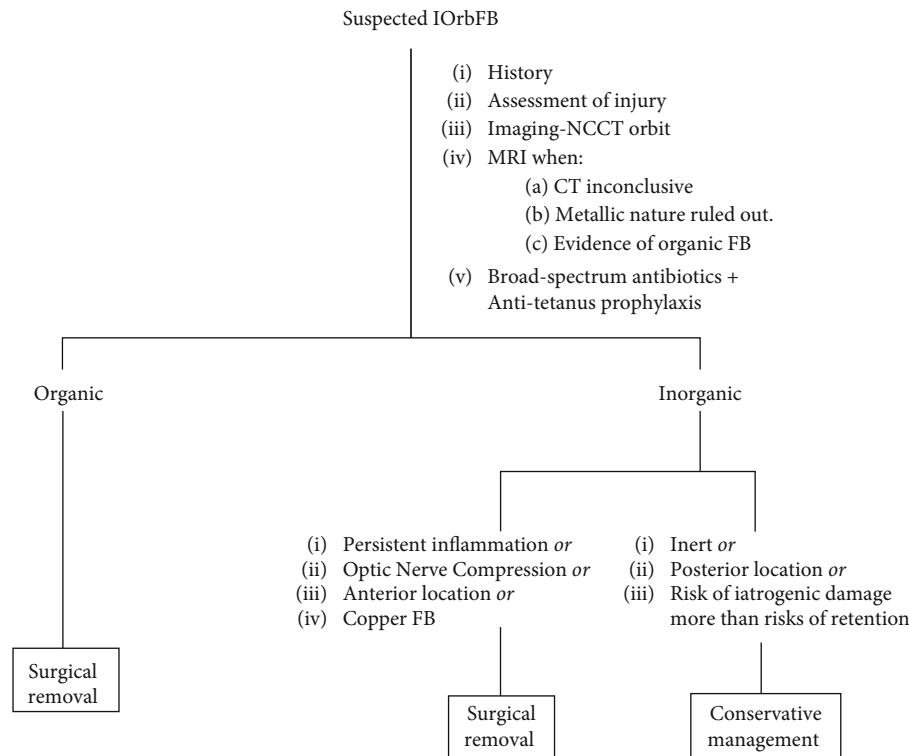 Suspected IOrbFB
(i) History
(ii) Assessment of injury
(iii) Imaging-NCCT orbit
(iv) MRI when:
(a) CT inconclusive
(b) Metallic nature ruled out.
(c) Evidence of organic FB
(v) Broad-spectrum antibiotics +
Anti-tetanus prophylaxis
Organic
Inorganic
(i) Persistent inflammation or
(ii) Optic Nerve Compression or
(iii) Anterior location or
(iv) Copper FB
(i) Inert or
(ii) Posterior location or
(iii) Risk of iatrogenic damage
more than risks of retention
Surgical
removal
Surgical
removal
Conservative
management